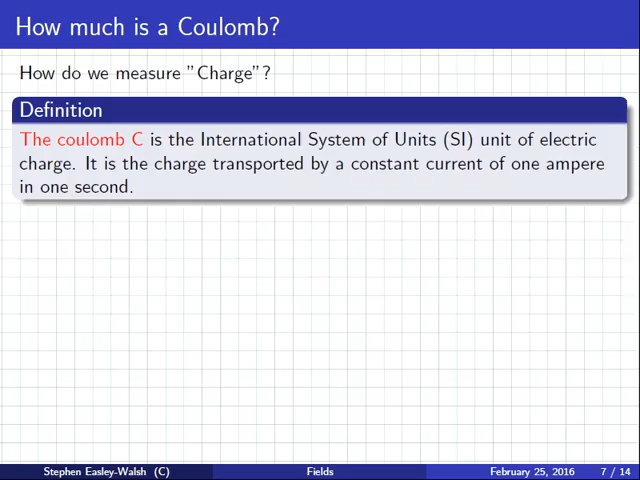 How much is a Coulomb?
How do we measure "Charge"?
Definition
The coulomb C is the International System of Units (SI) unit of electric
charge. It is the charge transported by a constant current of one ampere
in one second.
Stephen Easley-Walsh (C) Fields February 25, 2016 7 / 14